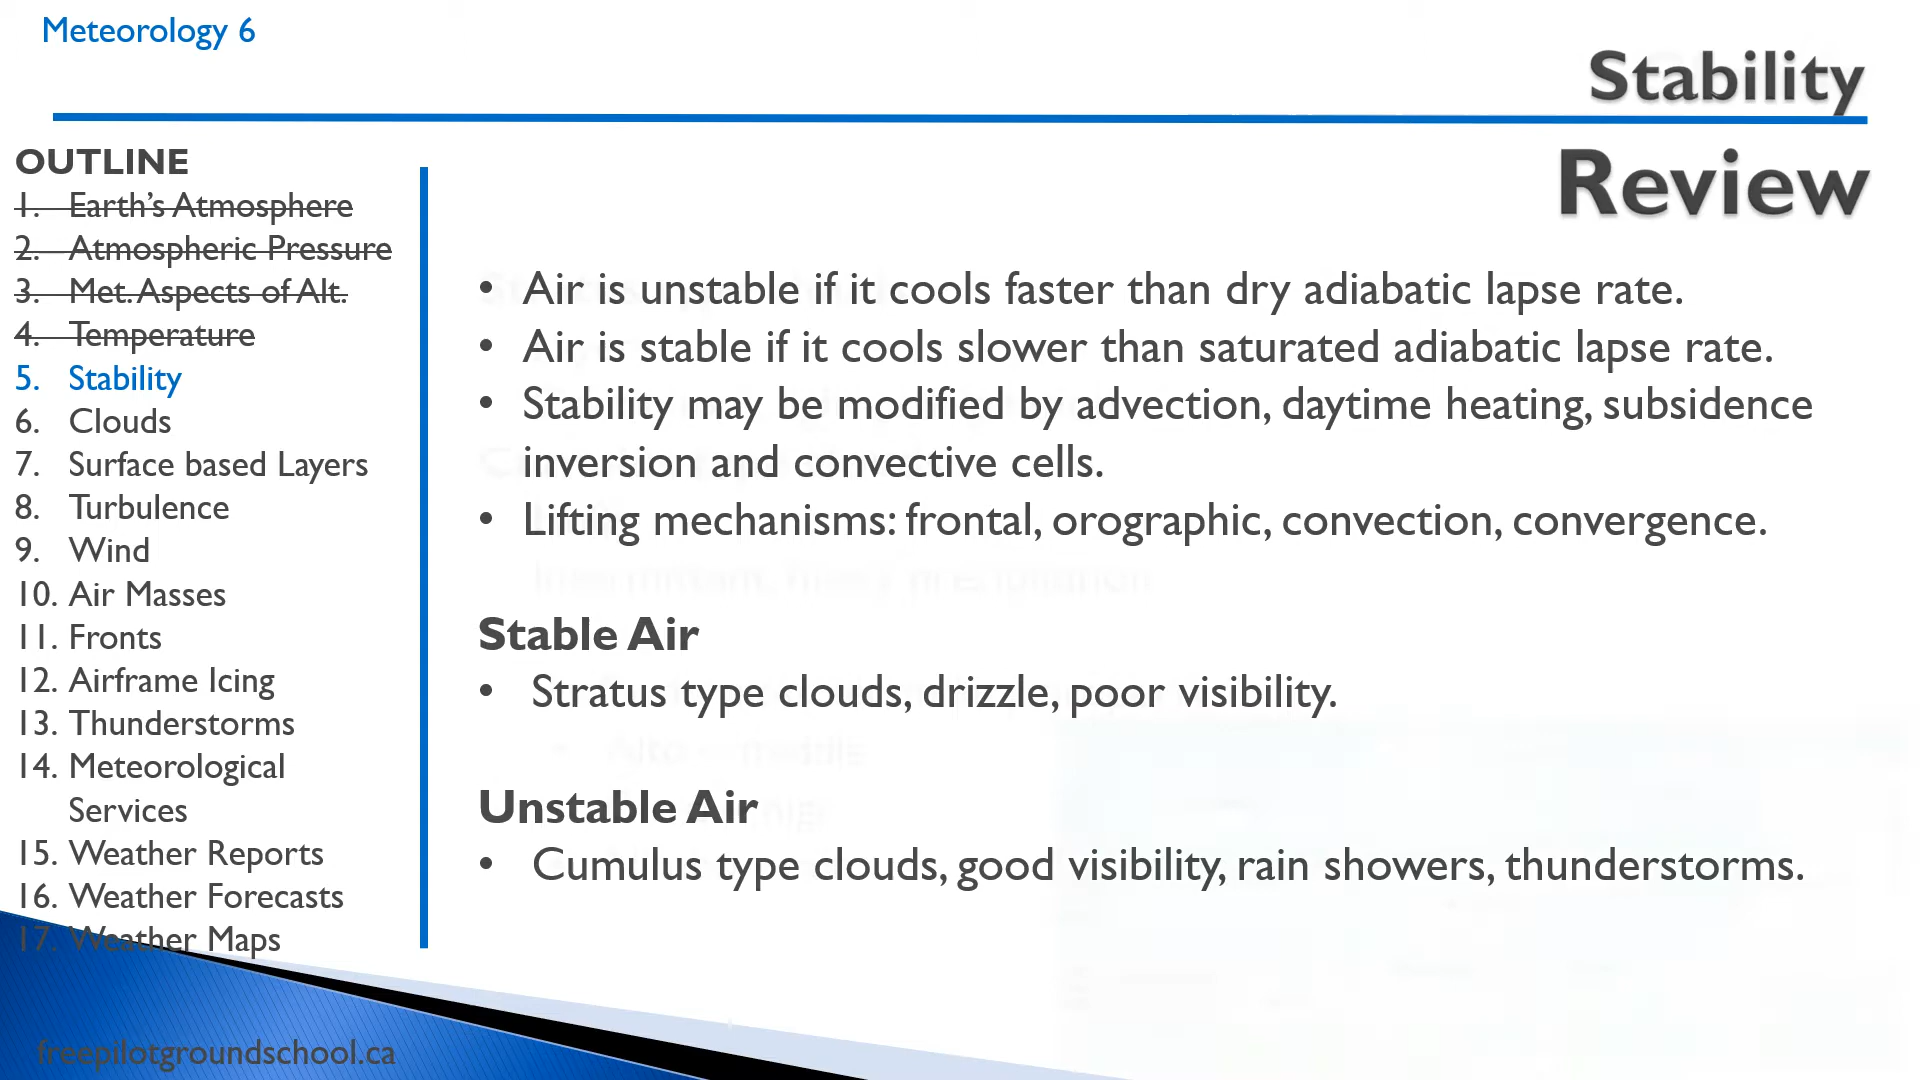 Meteorology 6
Stability
Review
OUTLINE
1. Earth's Atmosphere
2. Atmospheric Pressure
3. Met. Aspects of Alt.
4. Temperature
5. Stability
6. Clouds
7. Surface based Layers
8. Turbulence
9. Wind
10. Air Masses
11. Fronts
12. Airframe Icing
13. Thunderstorms
14. Meteorological
Services
15. Weather Reports
16. Weather Forecasts
17. Weather Maps
• Air is unstable if it cools faster than dry adiabatic lapse rate.
• Air is stable if it cools slower than saturated adiabatic lapse rate.
• Stability may be modified by advection, daytime heating, subsidence
inversion and convective cells.
• Lifting mechanisms: frontal, orographic, convection, convergence.
Stable Air
• Stratus type clouds, drizzle, poor visibility.
Unstable Air
• Cumulus type clouds, good visibility, rain showers, thunderstorms.
freepilotgroundschool.ca